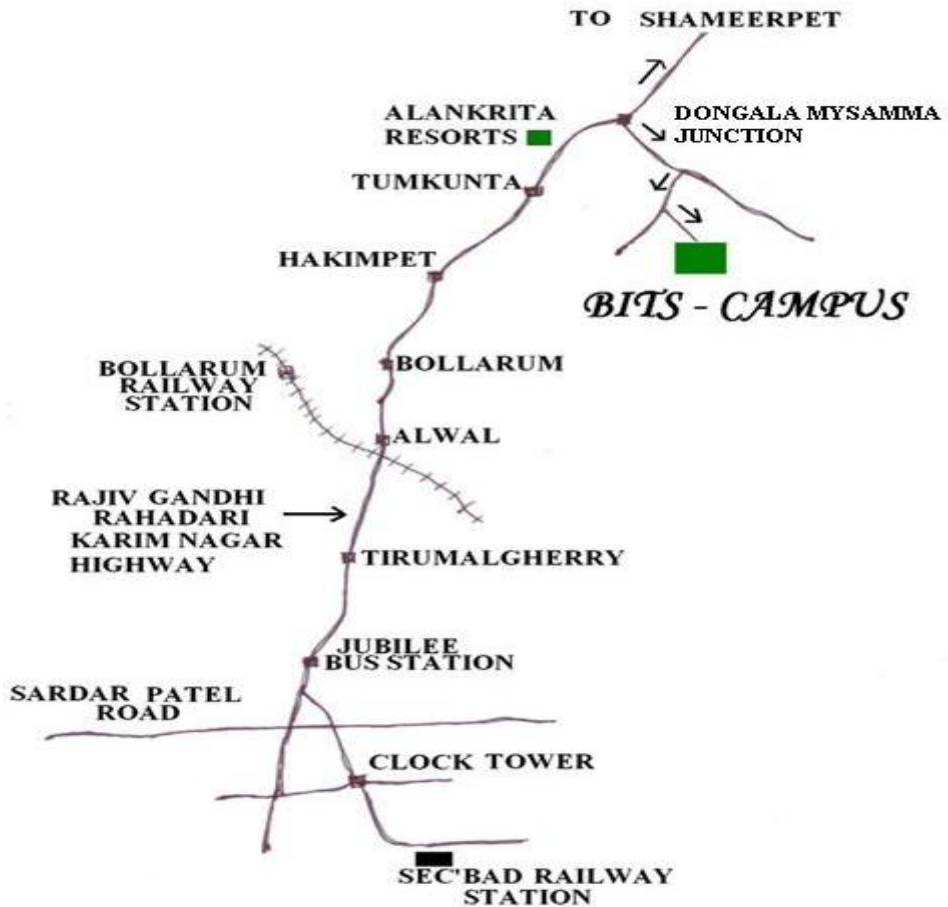 TO SHAMEERPET
ALANKRITA
RESORTS
DONGALA MYSAMMA
JUNCTION
TUMKUNTA
HAKIMPET
BITS - CAMPUS
BOLLARUM
RAILWAY
STATION
BOLLARUM
ALWAL
RAJIV GANDHI
RAHADARI
KARIM NAGAR
HIGHWAY
TIRUMALGHERRY
JUBILEE
BUS STATION
SARDAR PATEL
ROAD
CLOCK TOWER
SEC'BAD RAILWAY
STATION